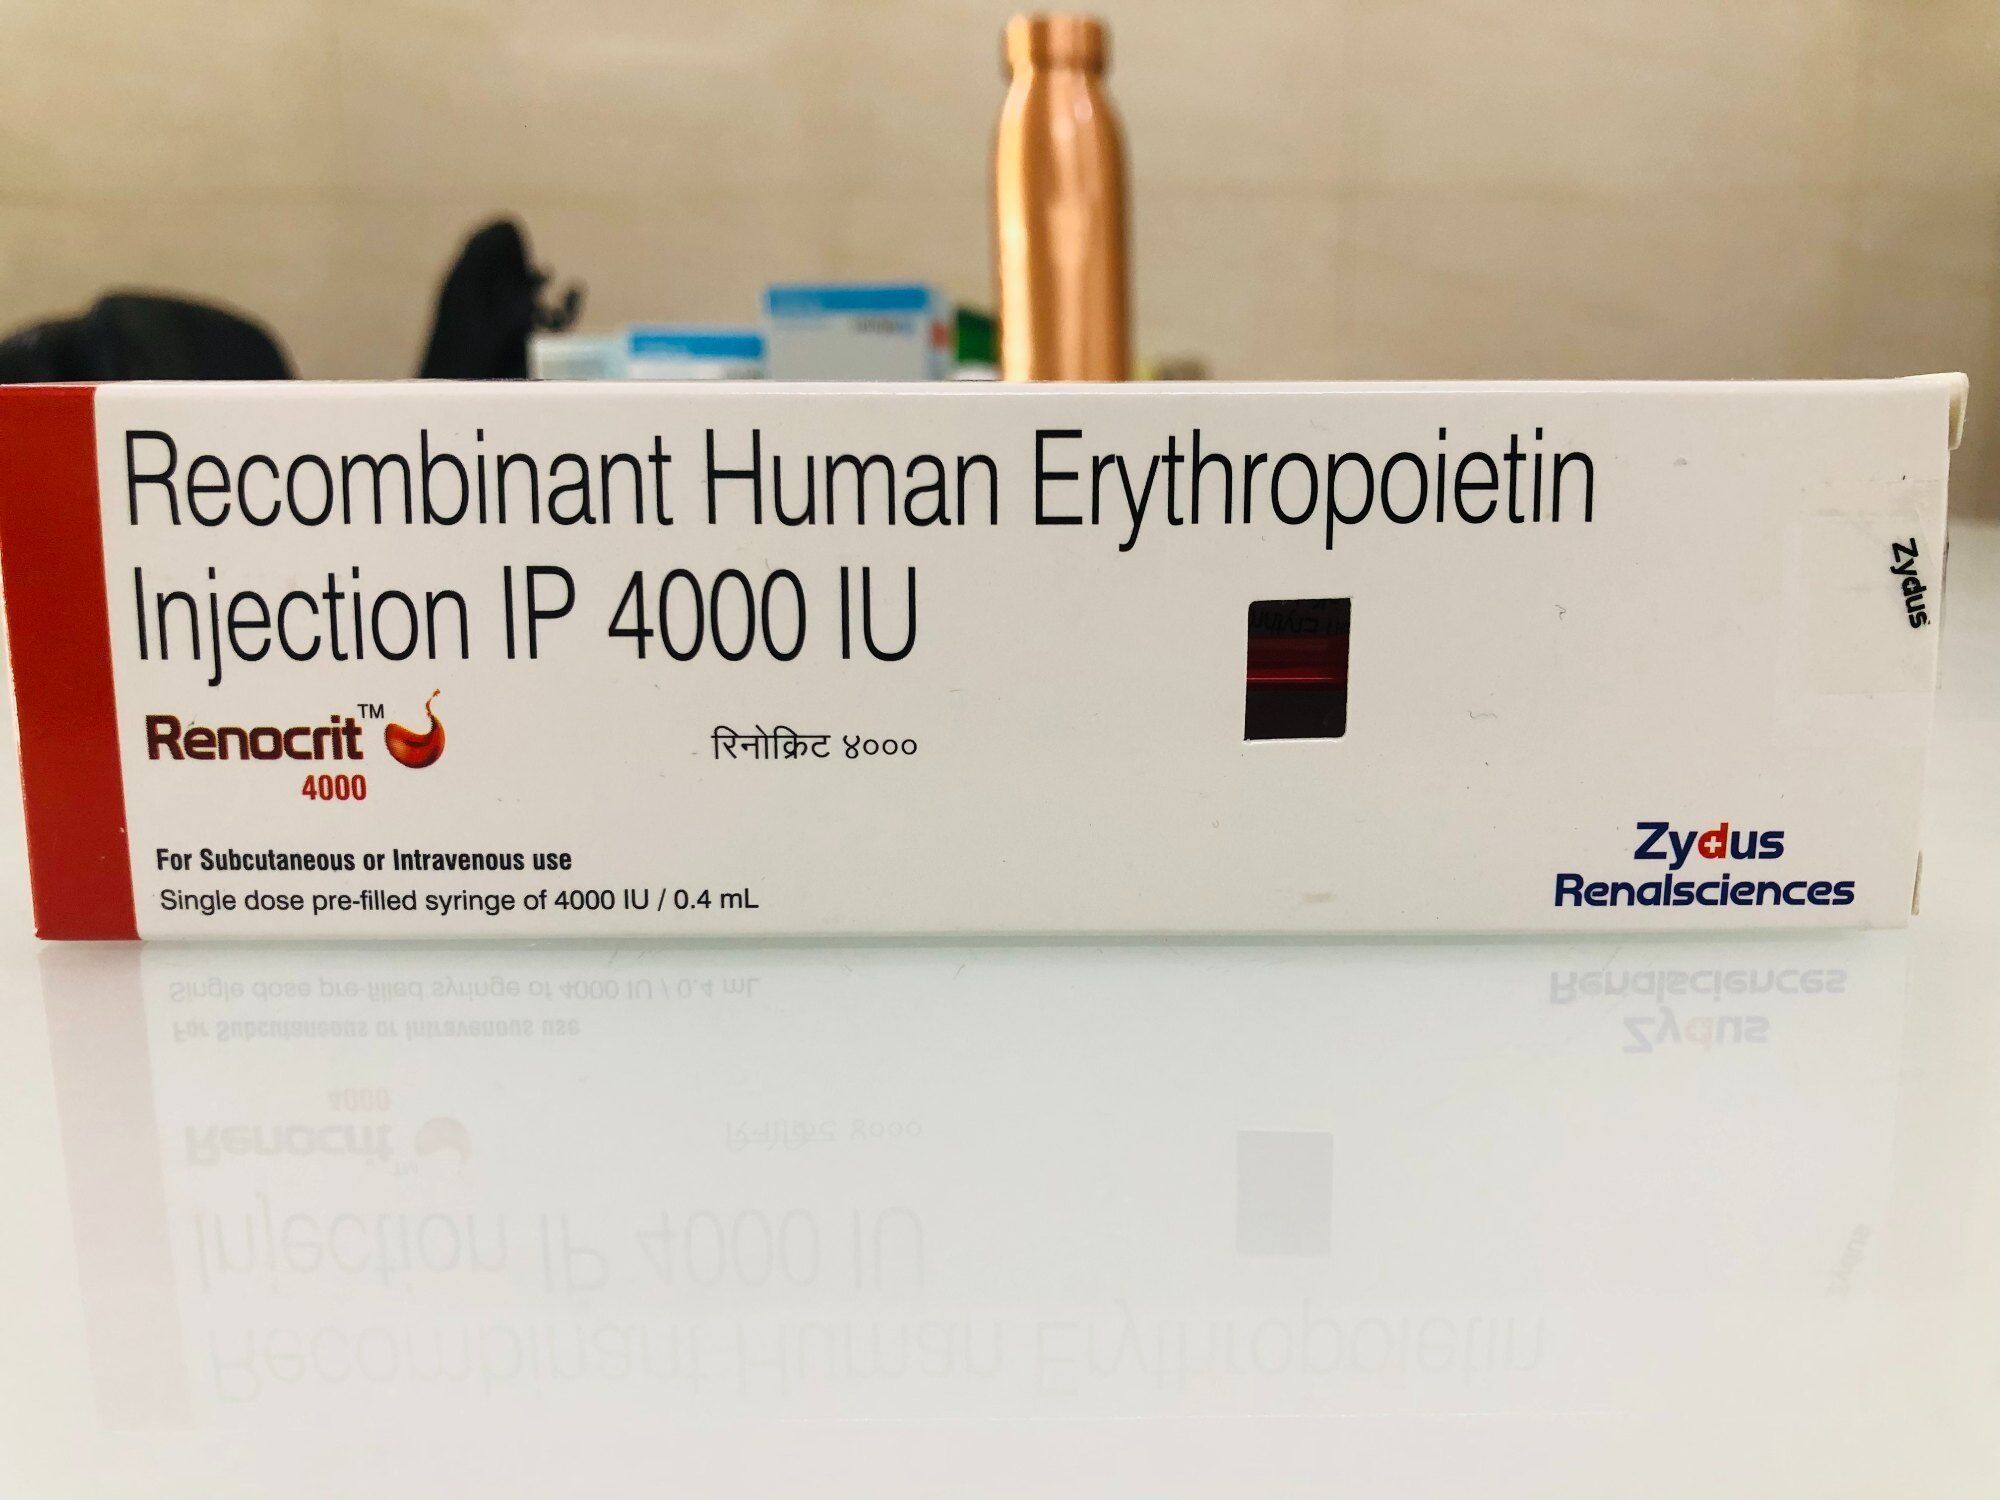 Recombinant Human Erythropoietin
Injection IP 4000 IU
Renocrit™
4000
रिनोक्रिट ४०००
For Subcutaneous or Intravenous use
Single dose pre-filled syringe of 4000 IU / 0.4 mL
Zydus
Renalsciences
Zydus